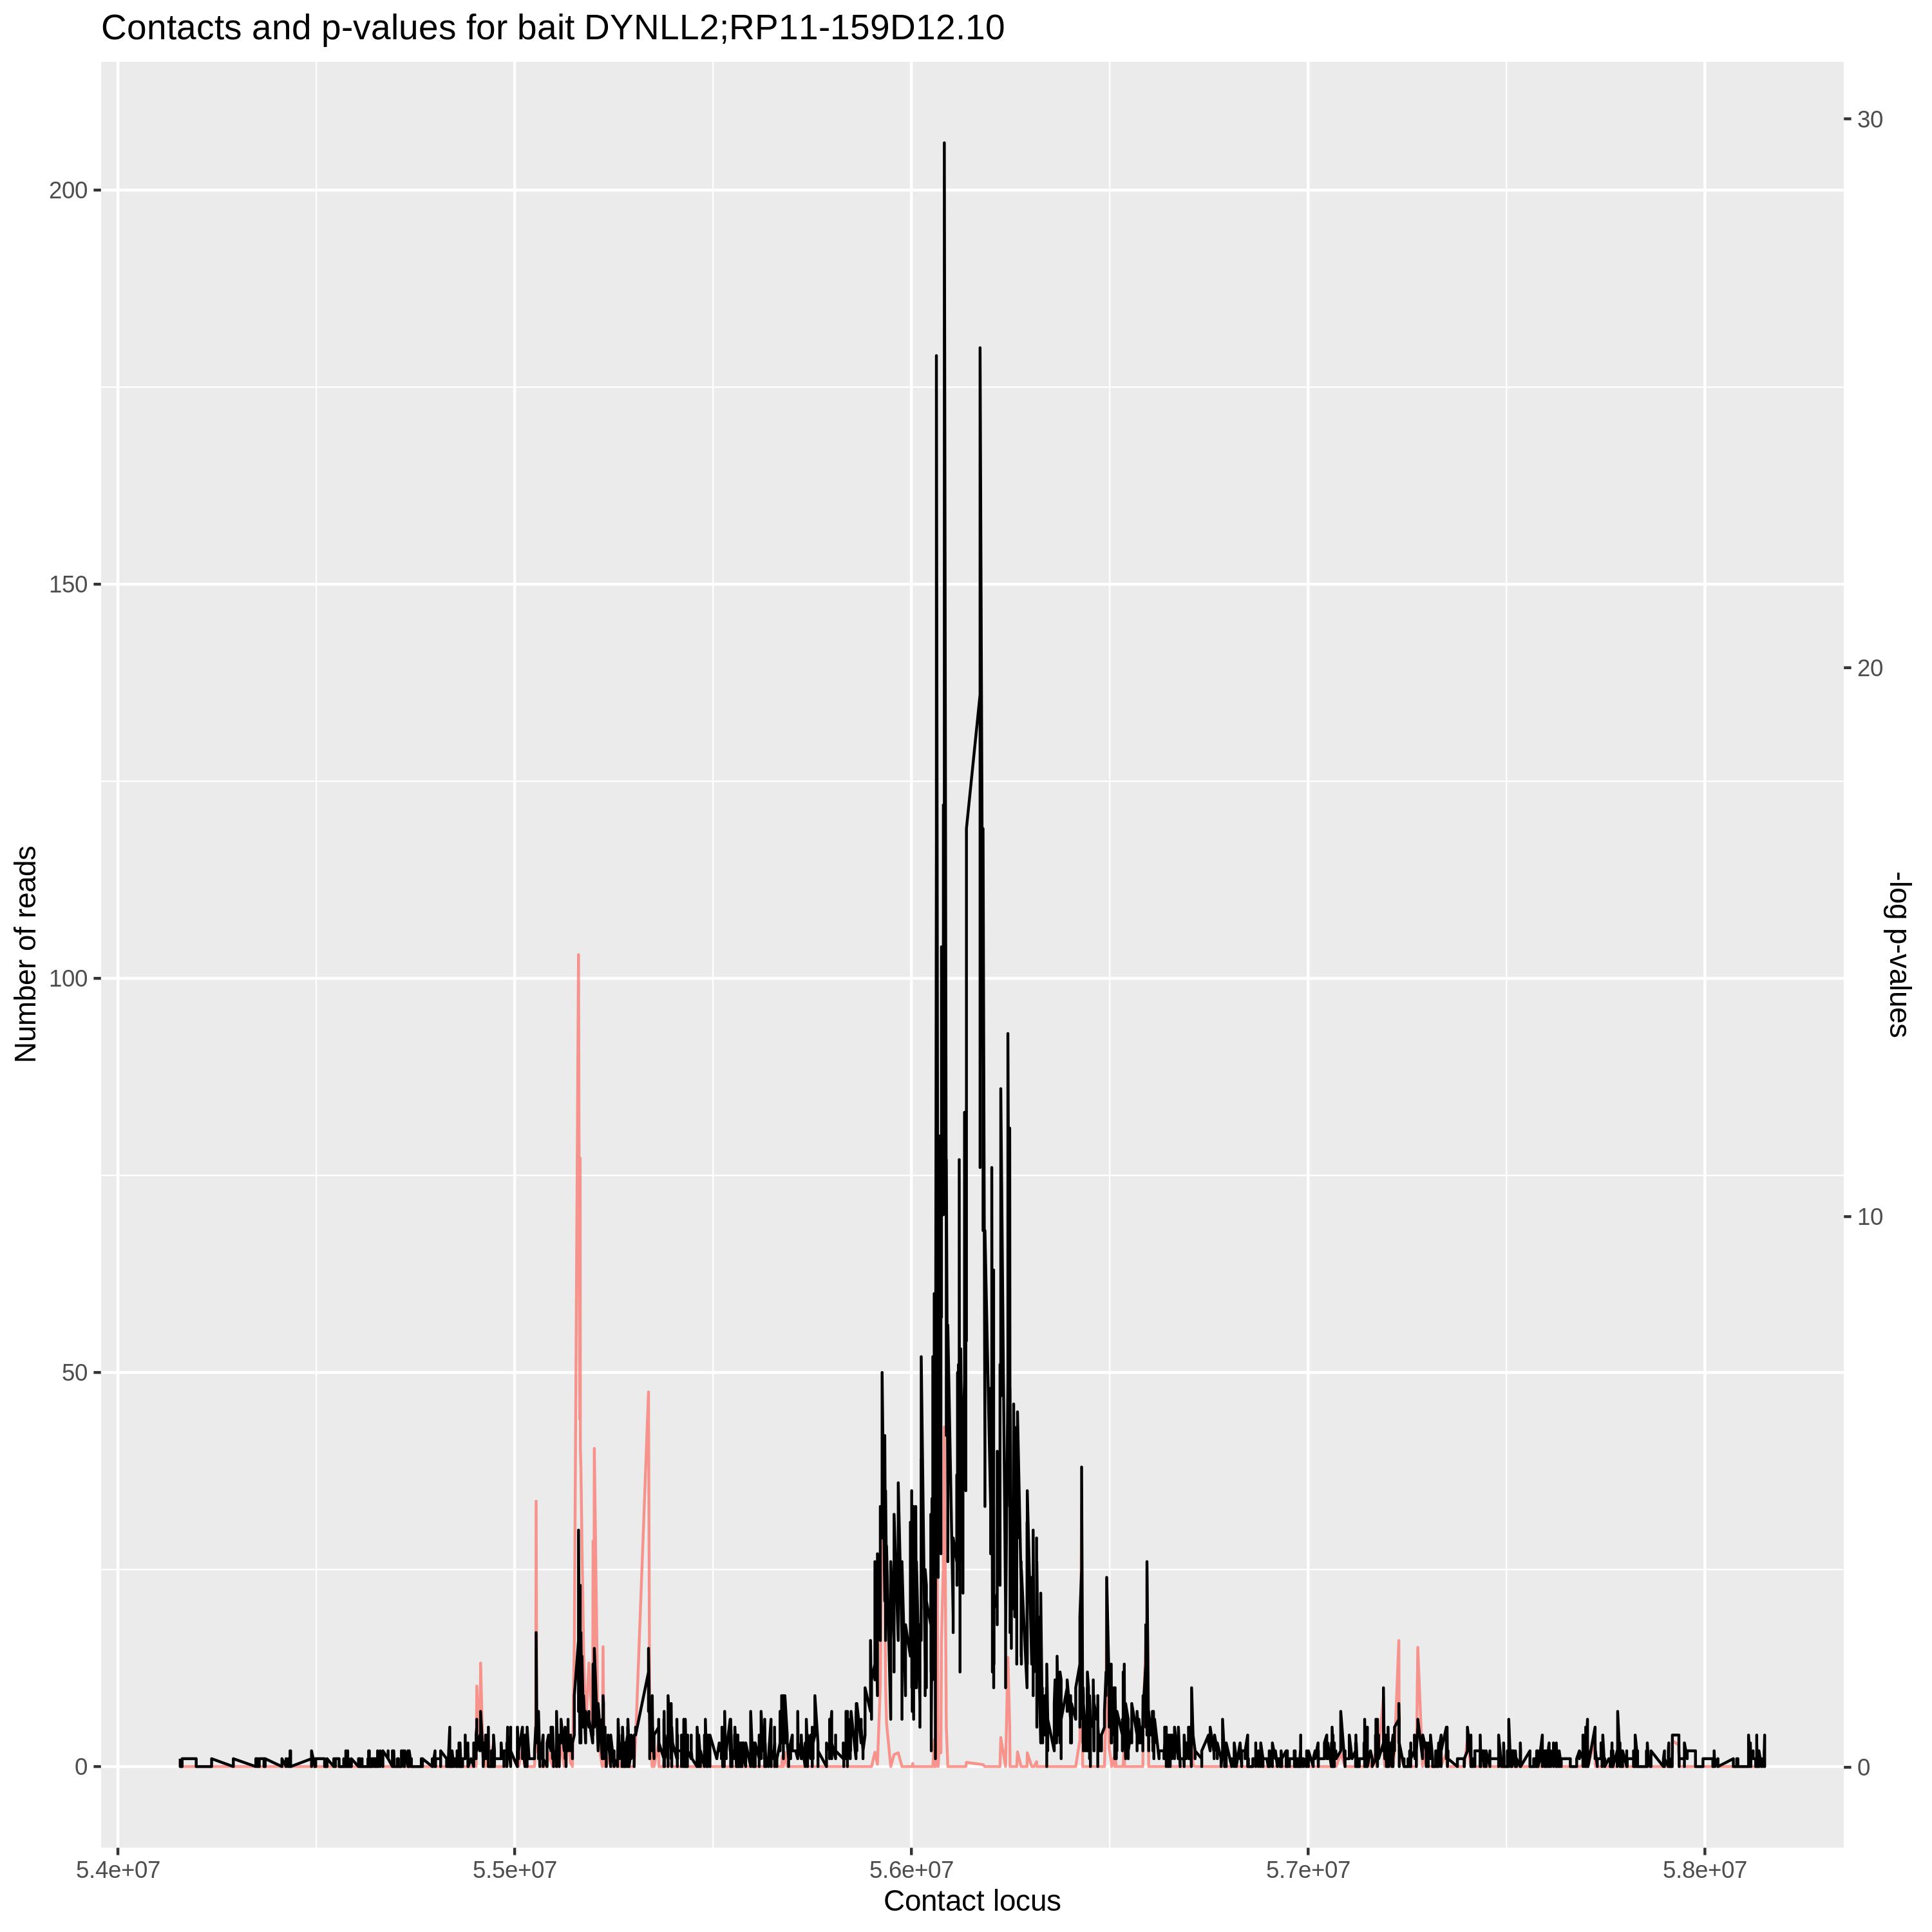 Contacts and p-values for bait DYNLL2;RP11-159D12.10
200
150
100
50
0
Number of reads
30
20
10
0
-log p-values
5.4e+07
5.5e+07
5.6e+07
5.7e+07
5.8e+07
Contact locus